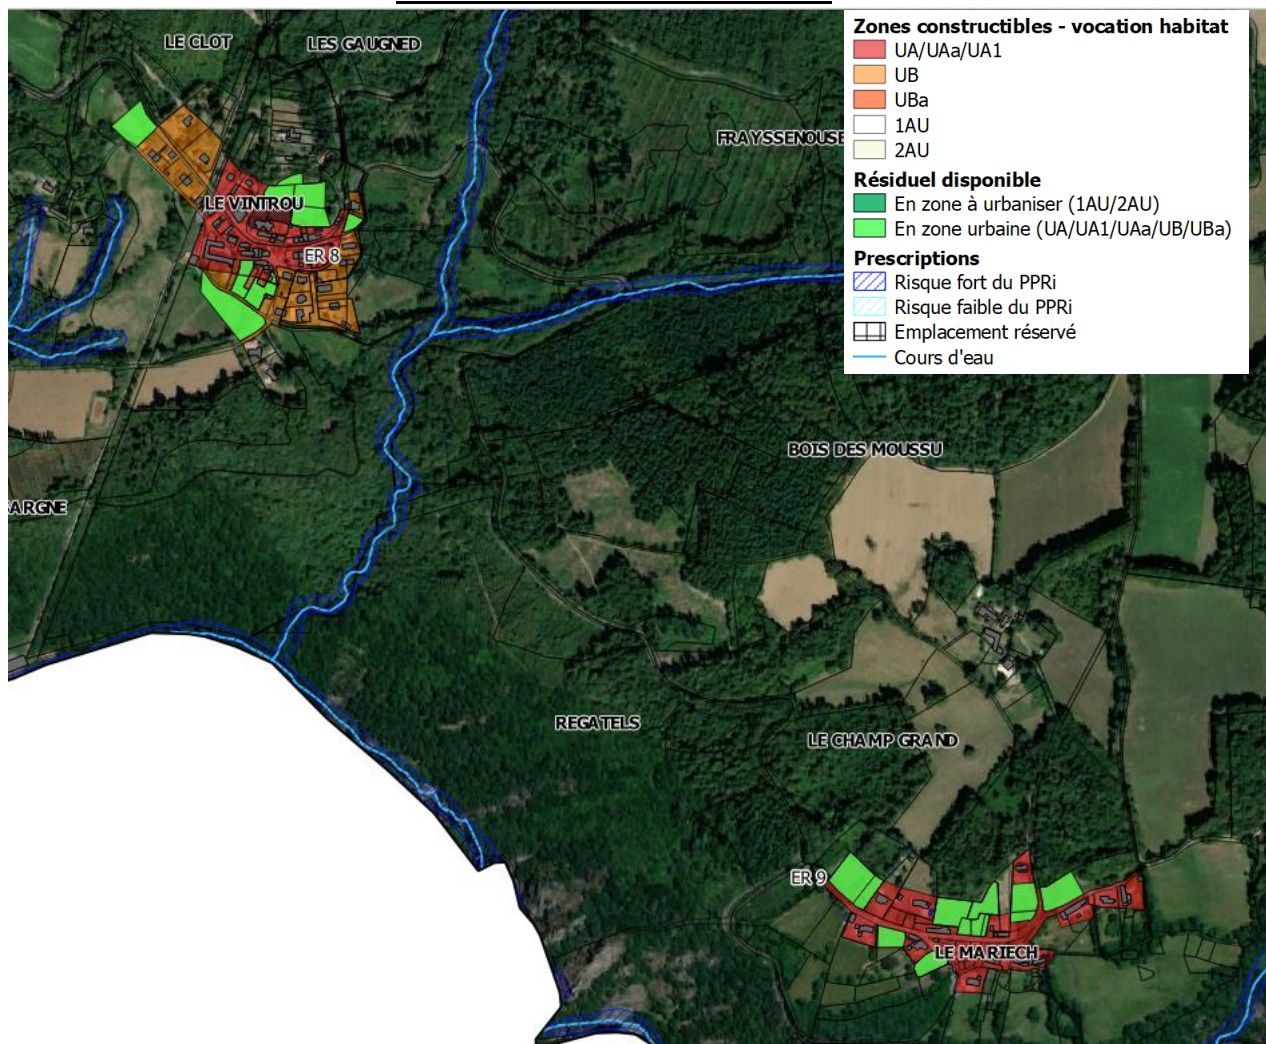 LE CLOT
LES GAUGNED
FRAYSSENOUSE
LE VINTROU
ER 8
BOIS DES MOUSSU
ARGNE
REGATELS
LE CHAMP GRAND
ER 9
LE MARIECH
Zones constructibles - vocation habitat
UA/UAa/UA1
UB
UBa
1AU
2AU
Résiduel disponible
En zone à urbaniser (1AU/2AU)
En zone urbaine (UA/UA1/UAa/UB/UBa)
Prescriptions
Risque fort du PPRi
Risque faible du PPRi
Emplacement réservé
Cours d'eau